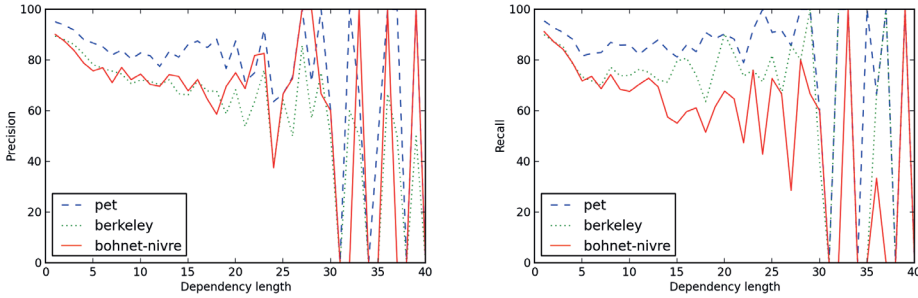 100
80
60
40
20
0
Precision
pet
berkeley
bohnet-nivre
0 5 10 15 20 25 30 35 40
Dependency length
100
80
60
40
20
0
Recall
pet
berkeley
bohnet-nivre
0 5 10 15 20 25 30 35 40
Dependency length